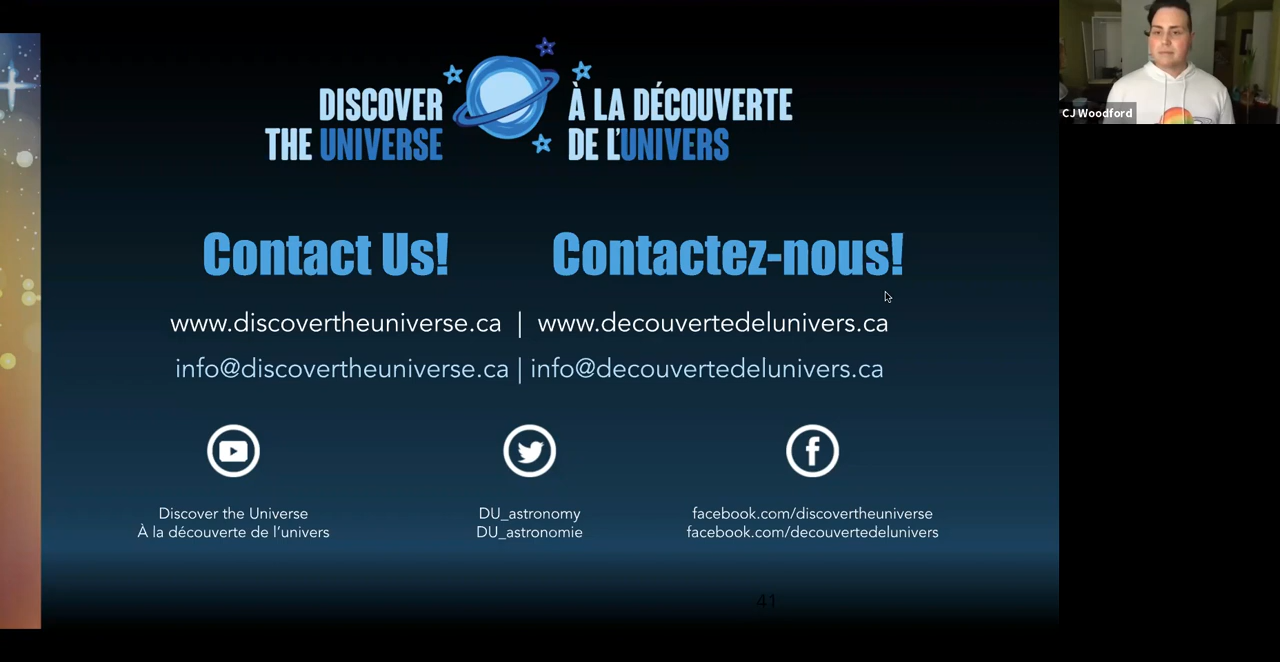 DISCOVER
THE UNIVERSE
À LA DÉCOUVERTE
DE L'UNIVERS
CJ Woodford
Contact Us!
Contactez-nous!
www.discovertheuniverse.ca | www.decouvertedelunivers.ca
info@discovertheuniverse.ca | info@decouvertedelunivers.ca
Discover the Universe
À la découverte de l'univers
DU_astronomy
DU_astronomie
facebook.com/discovertheuniverse
facebook.com/decouvertedelunivers
41